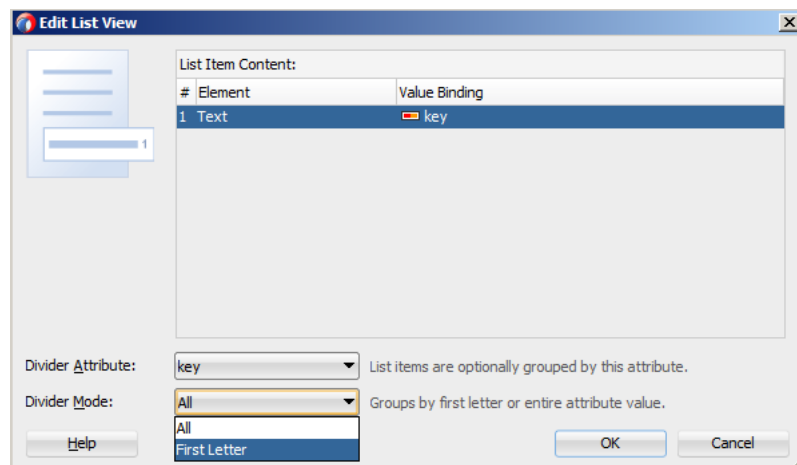 Edit List View
List Item Content:
# Element Value Binding
1 Text key
1
Divider Attribute: key List items are optionally grouped by this attribute.
Divider Mode: All Groups by first letter or entire attribute value.
All
First Letter
Help OK Cancel